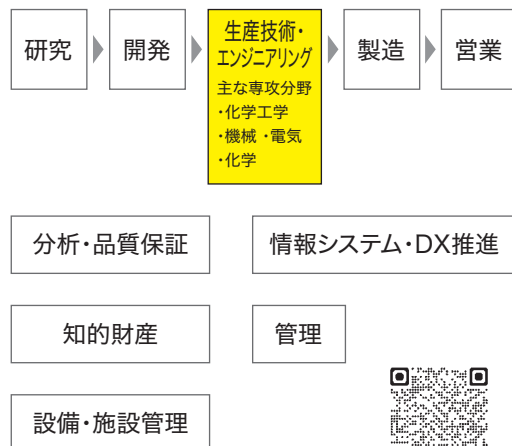 研究
開発
生産技術・
エンジニアリング
主な専攻分野
・化学工学
・機械 ・電気
・化学
製造
営業
分析・品質保証
情報システム・DX推進
知的財産
管理
設備・施設管理